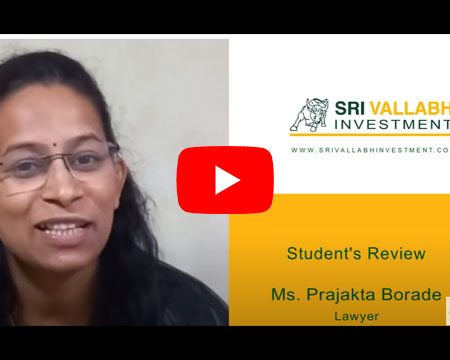 SRI VALLABH
INVESTMENT
WWW.SRIVALLABHINVESTMENT.CO
Student's Review
Ms. Prajakta Borade
Lawyer